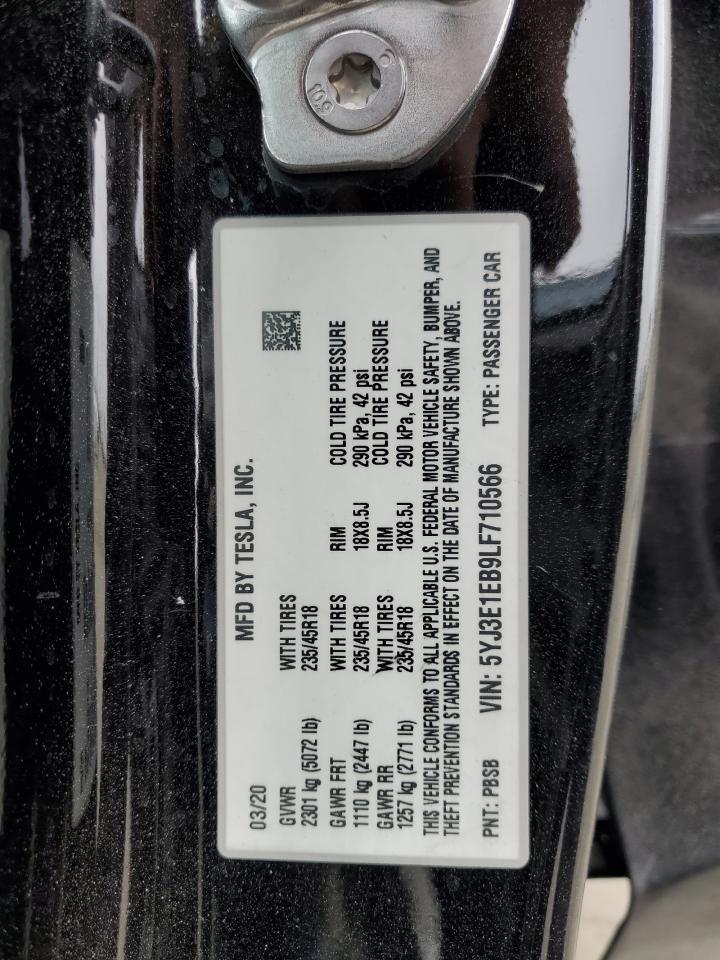 109
03/20 MFD BY TESLA, INC.
GVWR WITH TIRES
2301 kg (5072 lb) 235/45R18
GAWR FRT WITH TIRES RIM COLD TIRE PRESSURE
1110 kg (2447 lb) 235/45R18 18X8.5J 290 kPa, 42 psi
GAWR RR WITH TIRES RIM COLD TIRE PRESSURE
1257 kg (2771 lb) 235/45R18 18X8.5J 290 kPa, 42 psi
THIS VEHICLE CONFORMS TO ALL APPLICABLE U.S. FEDERAL MOTOR VEHICLE SAFETY, BUMPER, AND
THEFT PREVENTION STANDARDS IN EFFECT ON THE DATE OF MANUFACTURE SHOWN ABOVE.
PNT: PBSB VIN: 5YJ3E1EB9LF710566 TYPE: PASSENGER CAR